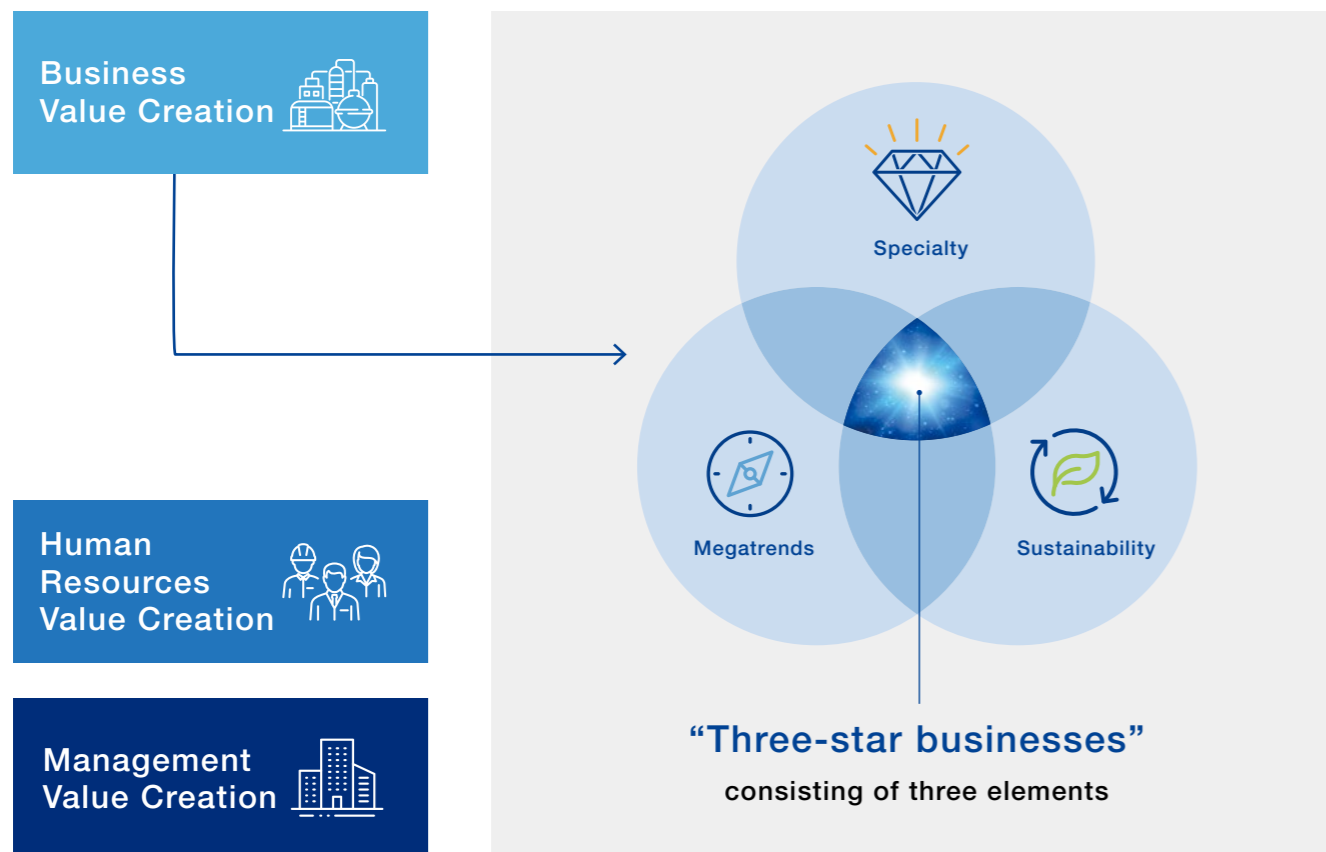 Business
Value Creation
Human
Resources
Value Creation
Management
Value Creation
Specialty
Megatrends
Sustainability
“Three-star businesses”
consisting of three elements